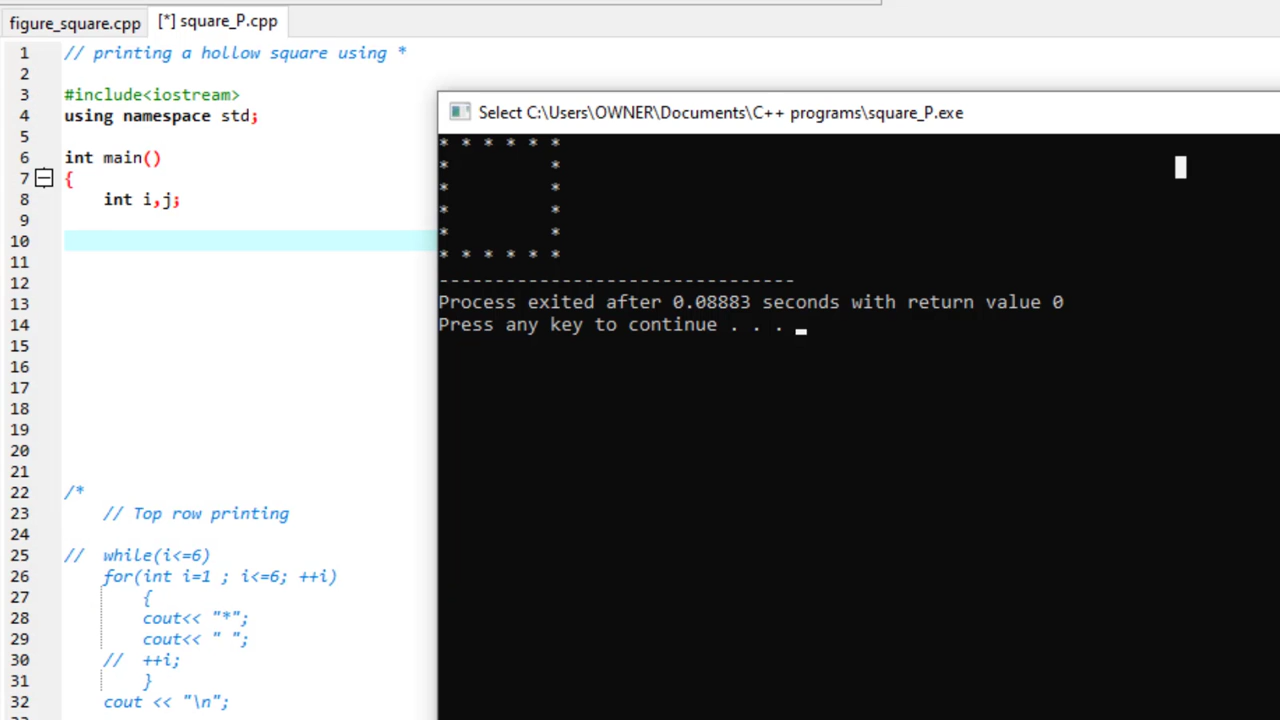 figure_square.cpp [*] square_P.cpp
1 // printing a hollow square using *
2
3 #include<iostream>
4 using namespace std;
5
6 int main()
7 {
8 int i,j;
9
10
11
12
13
14
15
16
17
18
19
20
21
22 /*
23 // Top row printing
24
25 // while(i<=6)
26 for(int i=1 ; i<=6; ++i)
27 {
28 cout<< "*";
29 cout<< " ";
30 // ++i;
31 }
32 cout << "\n";
Select C:\Users\OWNER\Documents\C++ programs\square_P.exe
* * * * * *
*         *
*         *
*         *
*         *
* * * * * *
--------------------------------
Process exited after 0.08883 seconds with return value 0
Press any key to continue . . .